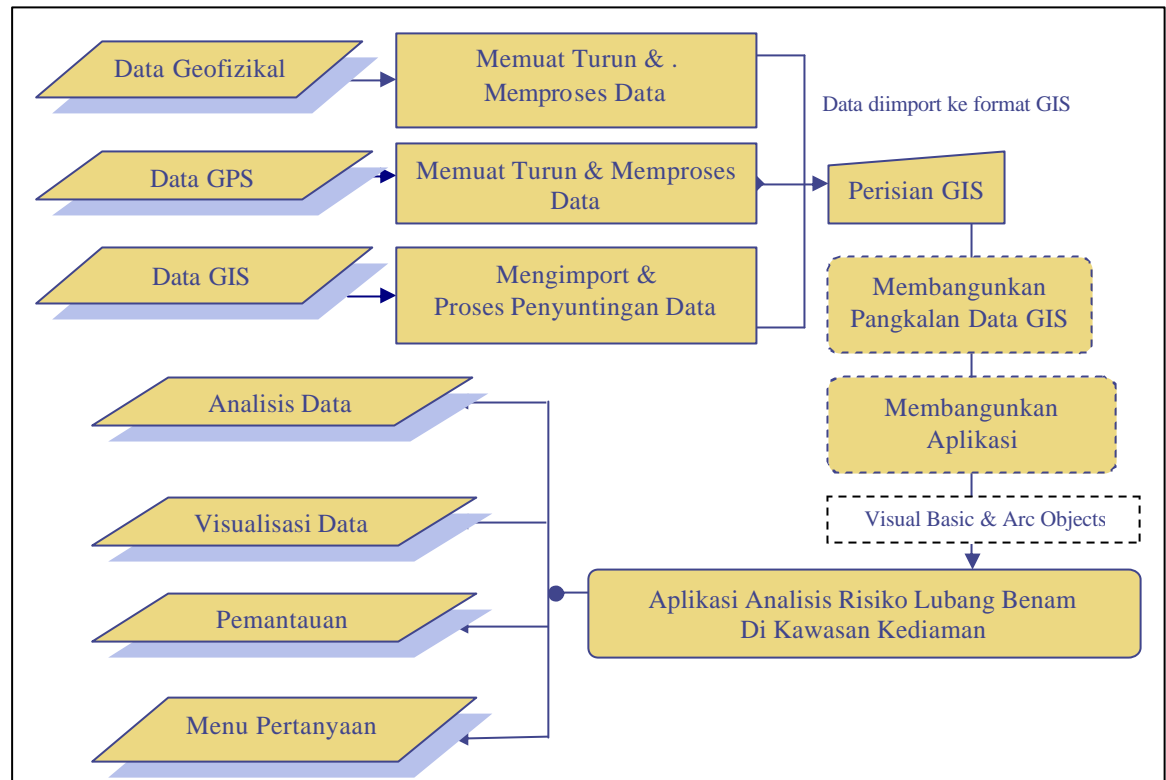 Data Geofizikal
Memuat Turun & .
Memproses Data
Data diimport ke format GIS
Data GPS
Memuat Turun & Memproses
Data
Perisian GIS
Data GIS
Mengimport &
Proses Penyuntingan Data
Membangunkan
Pangkalan Data GIS
Membangunkan
Aplikasi
Visual Basic & Arc Objects
Aplikasi Analisis Risiko Lubang Benam
Di Kawasan Kediaman
Analisis Data
Visualisasi Data
Pemantauan
Menu Pertanyaan